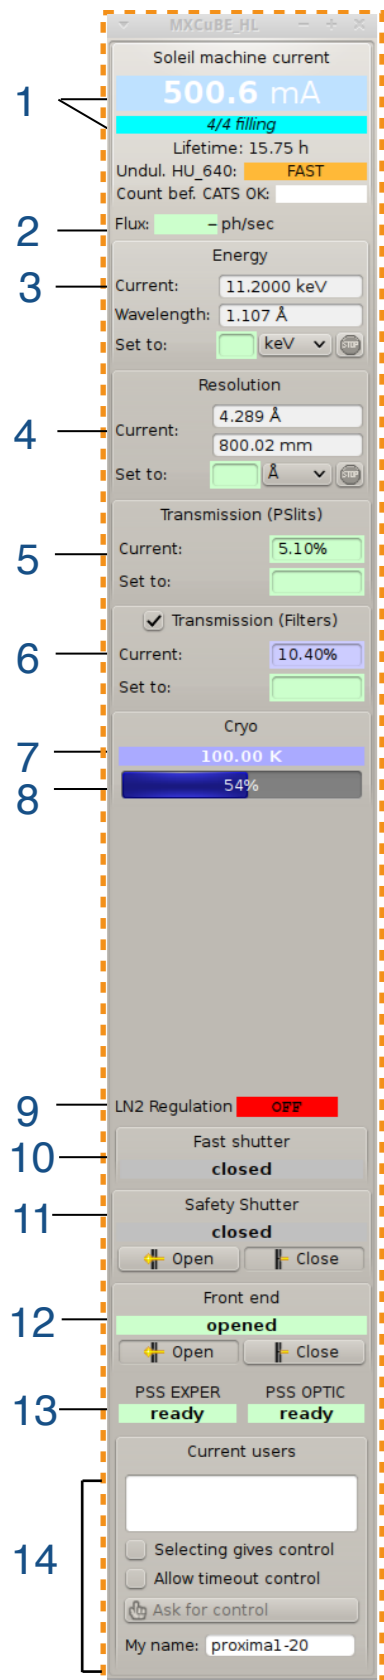 MXCuBE_HL
Soleil machine current
1
500.6 mA
4/4 filling
Lifetime: 15.75 h
Undul. HU_640: FAST
Count bef. CATS OK:
2 Flux: – ph/sec
Energy
3 Current: 11.2000 keV
Wavelength: 1.107 Å
Set to: keV STOP
Resolution
4.289 Å
4 Current:
800.02 mm
Set to: Å STOP
Transmission (PSlits)
5 Current: 5.10%
Set to:
Transmission (Filters)
6 Current: 10.40%
Set to:
Cryo
7 100.00 K
8 54%
9 LN2 Regulation OFF
Fast shutter
10 closed
Safety Shutter
11 closed
Open Close
Front end
12 opened
Open Close
PSS EXPER PSS OPTIC
13 ready ready
Current users
14
Selecting gives control
Allow timeout control
Ask for control
My name: proxima1-20